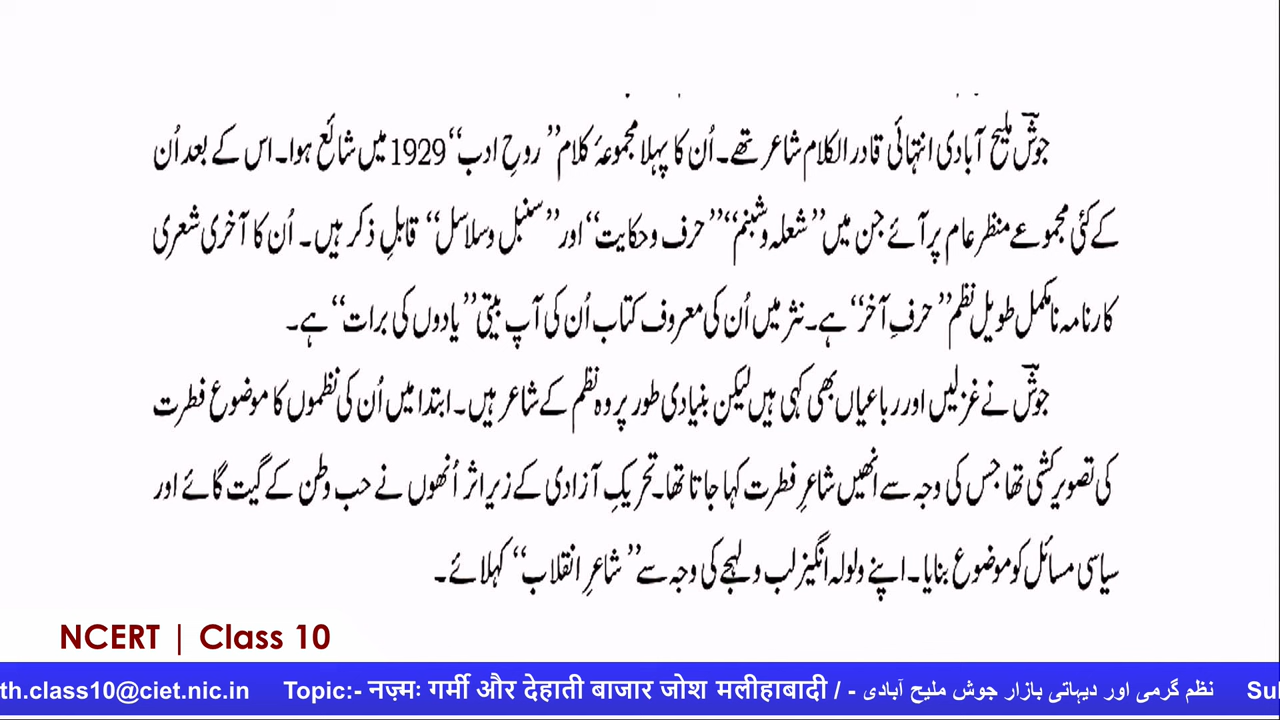 جوشؔ ملیح آبادی انتہائی قادر الکلام شاعر تھے۔ اُن کا پہلا مجموعۂ کلام ’’روحِ ادب‘‘ 1929 میں شائع ہوا۔ اس کے بعد اُن
کے کئی مجموعے منظر عام پر آئے جن میں ’’شعلہ و شبنم‘‘ ’’حرف و حکایت‘‘ اور ’’سنبل و سلاسل‘‘ قابلِ ذکر ہیں۔ اُن کا آخری شعری
کارنامہ نامکمل طویل نظم ’’حرفِ آخر‘‘ ہے۔ نثر میں اُن کی معروف کتاب اُن کی آپ بیتی ’’یادوں کی برات‘‘ ہے۔
جوشؔ نے غزلیں اور رباعیاں بھی کہی ہیں لیکن بنیادی طور پر وہ نظم کے شاعر ہیں۔ ابتدا میں اُن کی نظموں کا موضوع فطرت
کی تصویر کشی تھا جس کی وجہ سے انھیں شاعرِ فطرت کہا جاتا تھا۔ تحریکِ آزادی کے زیر اثر اُنھوں نے حب وطن کے گیت گائے اور
سیاسی مسائل کو موضوع بنایا۔ اپنے ولولہ انگیز لب و لہجے کی وجہ سے ’’شاعرِ انقلاب‘‘ کہلائے۔
NCERT | Class 10
th.class10@ciet.nic.in Topic:- नज़्मः गर्मी और देहाती बाजार जोश मलीहाबादी / - نظم گرمی اور دیہاتی بازار جوش ملیح آبادی Sul